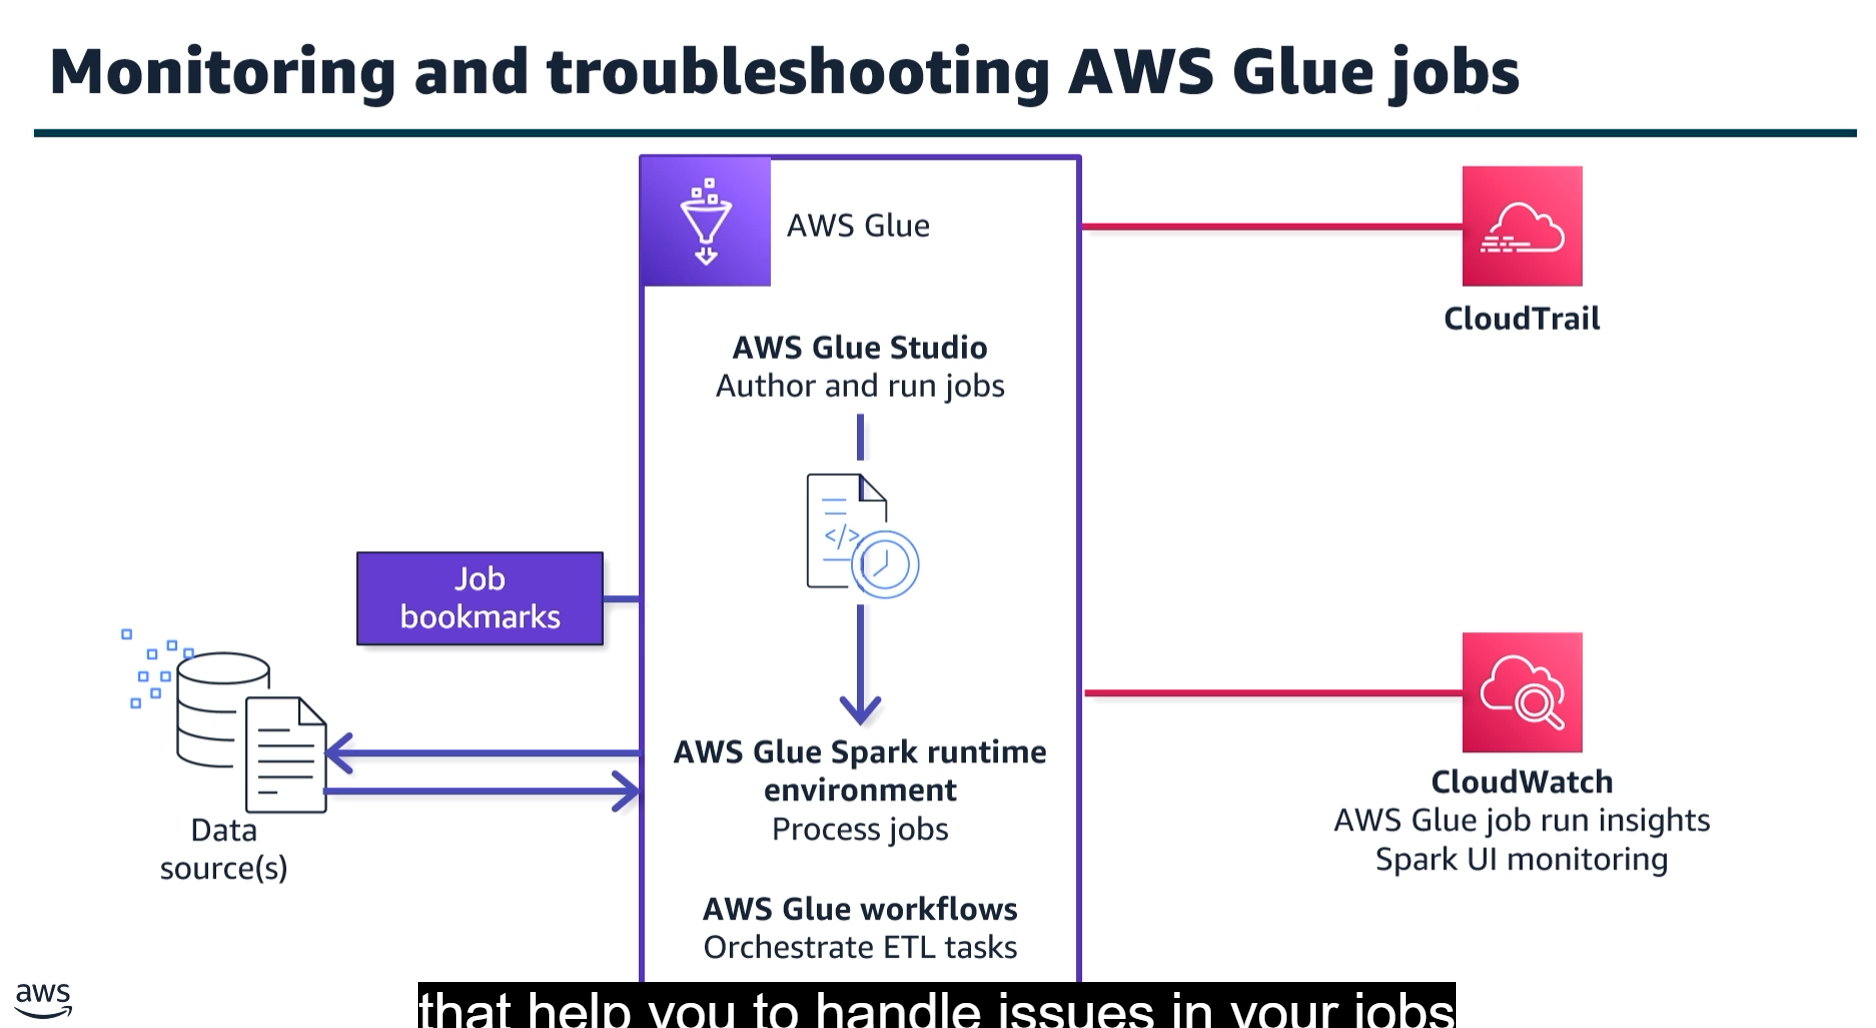 Monitoring and troubleshooting AWS Glue jobs
AWS Glue
CloudTrail
AWS Glue Studio
Author and run jobs
</>
Job
bookmarks
Data
source(s)
AWS Glue Spark runtime
environment
Process jobs
CloudWatch
AWS Glue job run insights
Spark UI monitoring
AWS Glue workflows
Orchestrate ETL tasks
aws
that help you to handle issues in your jobs